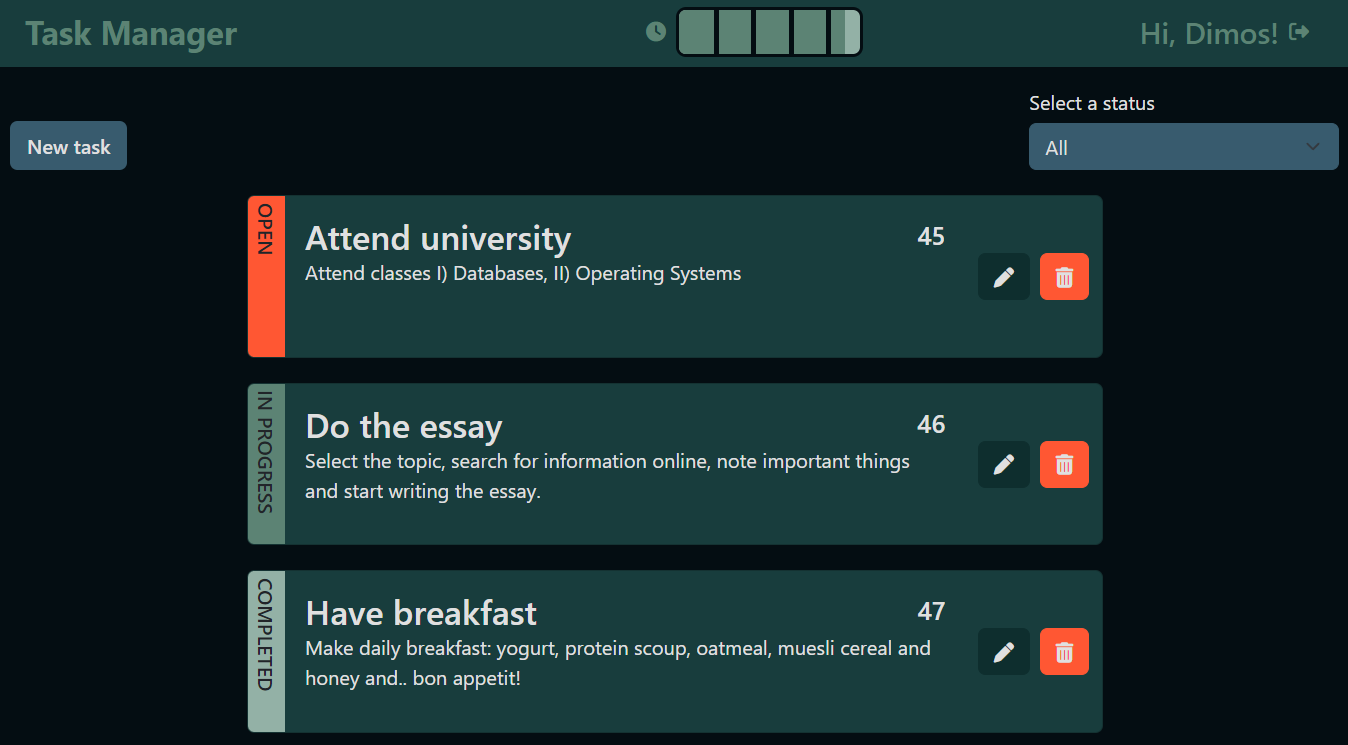 Task Manager
Hi, Dimos!
Select a status
New task
All
OPEN
Attend university
45
Attend classes I) Databases, II) Operating Systems
IN PROGRESS
Do the essay
46
Select the topic, search for information online, note important things
and start writing the essay.
COMPLETED
Have breakfast
47
Make daily breakfast: yogurt, protein scoup, oatmeal, muesli cereal and
honey and.. bon appetit!